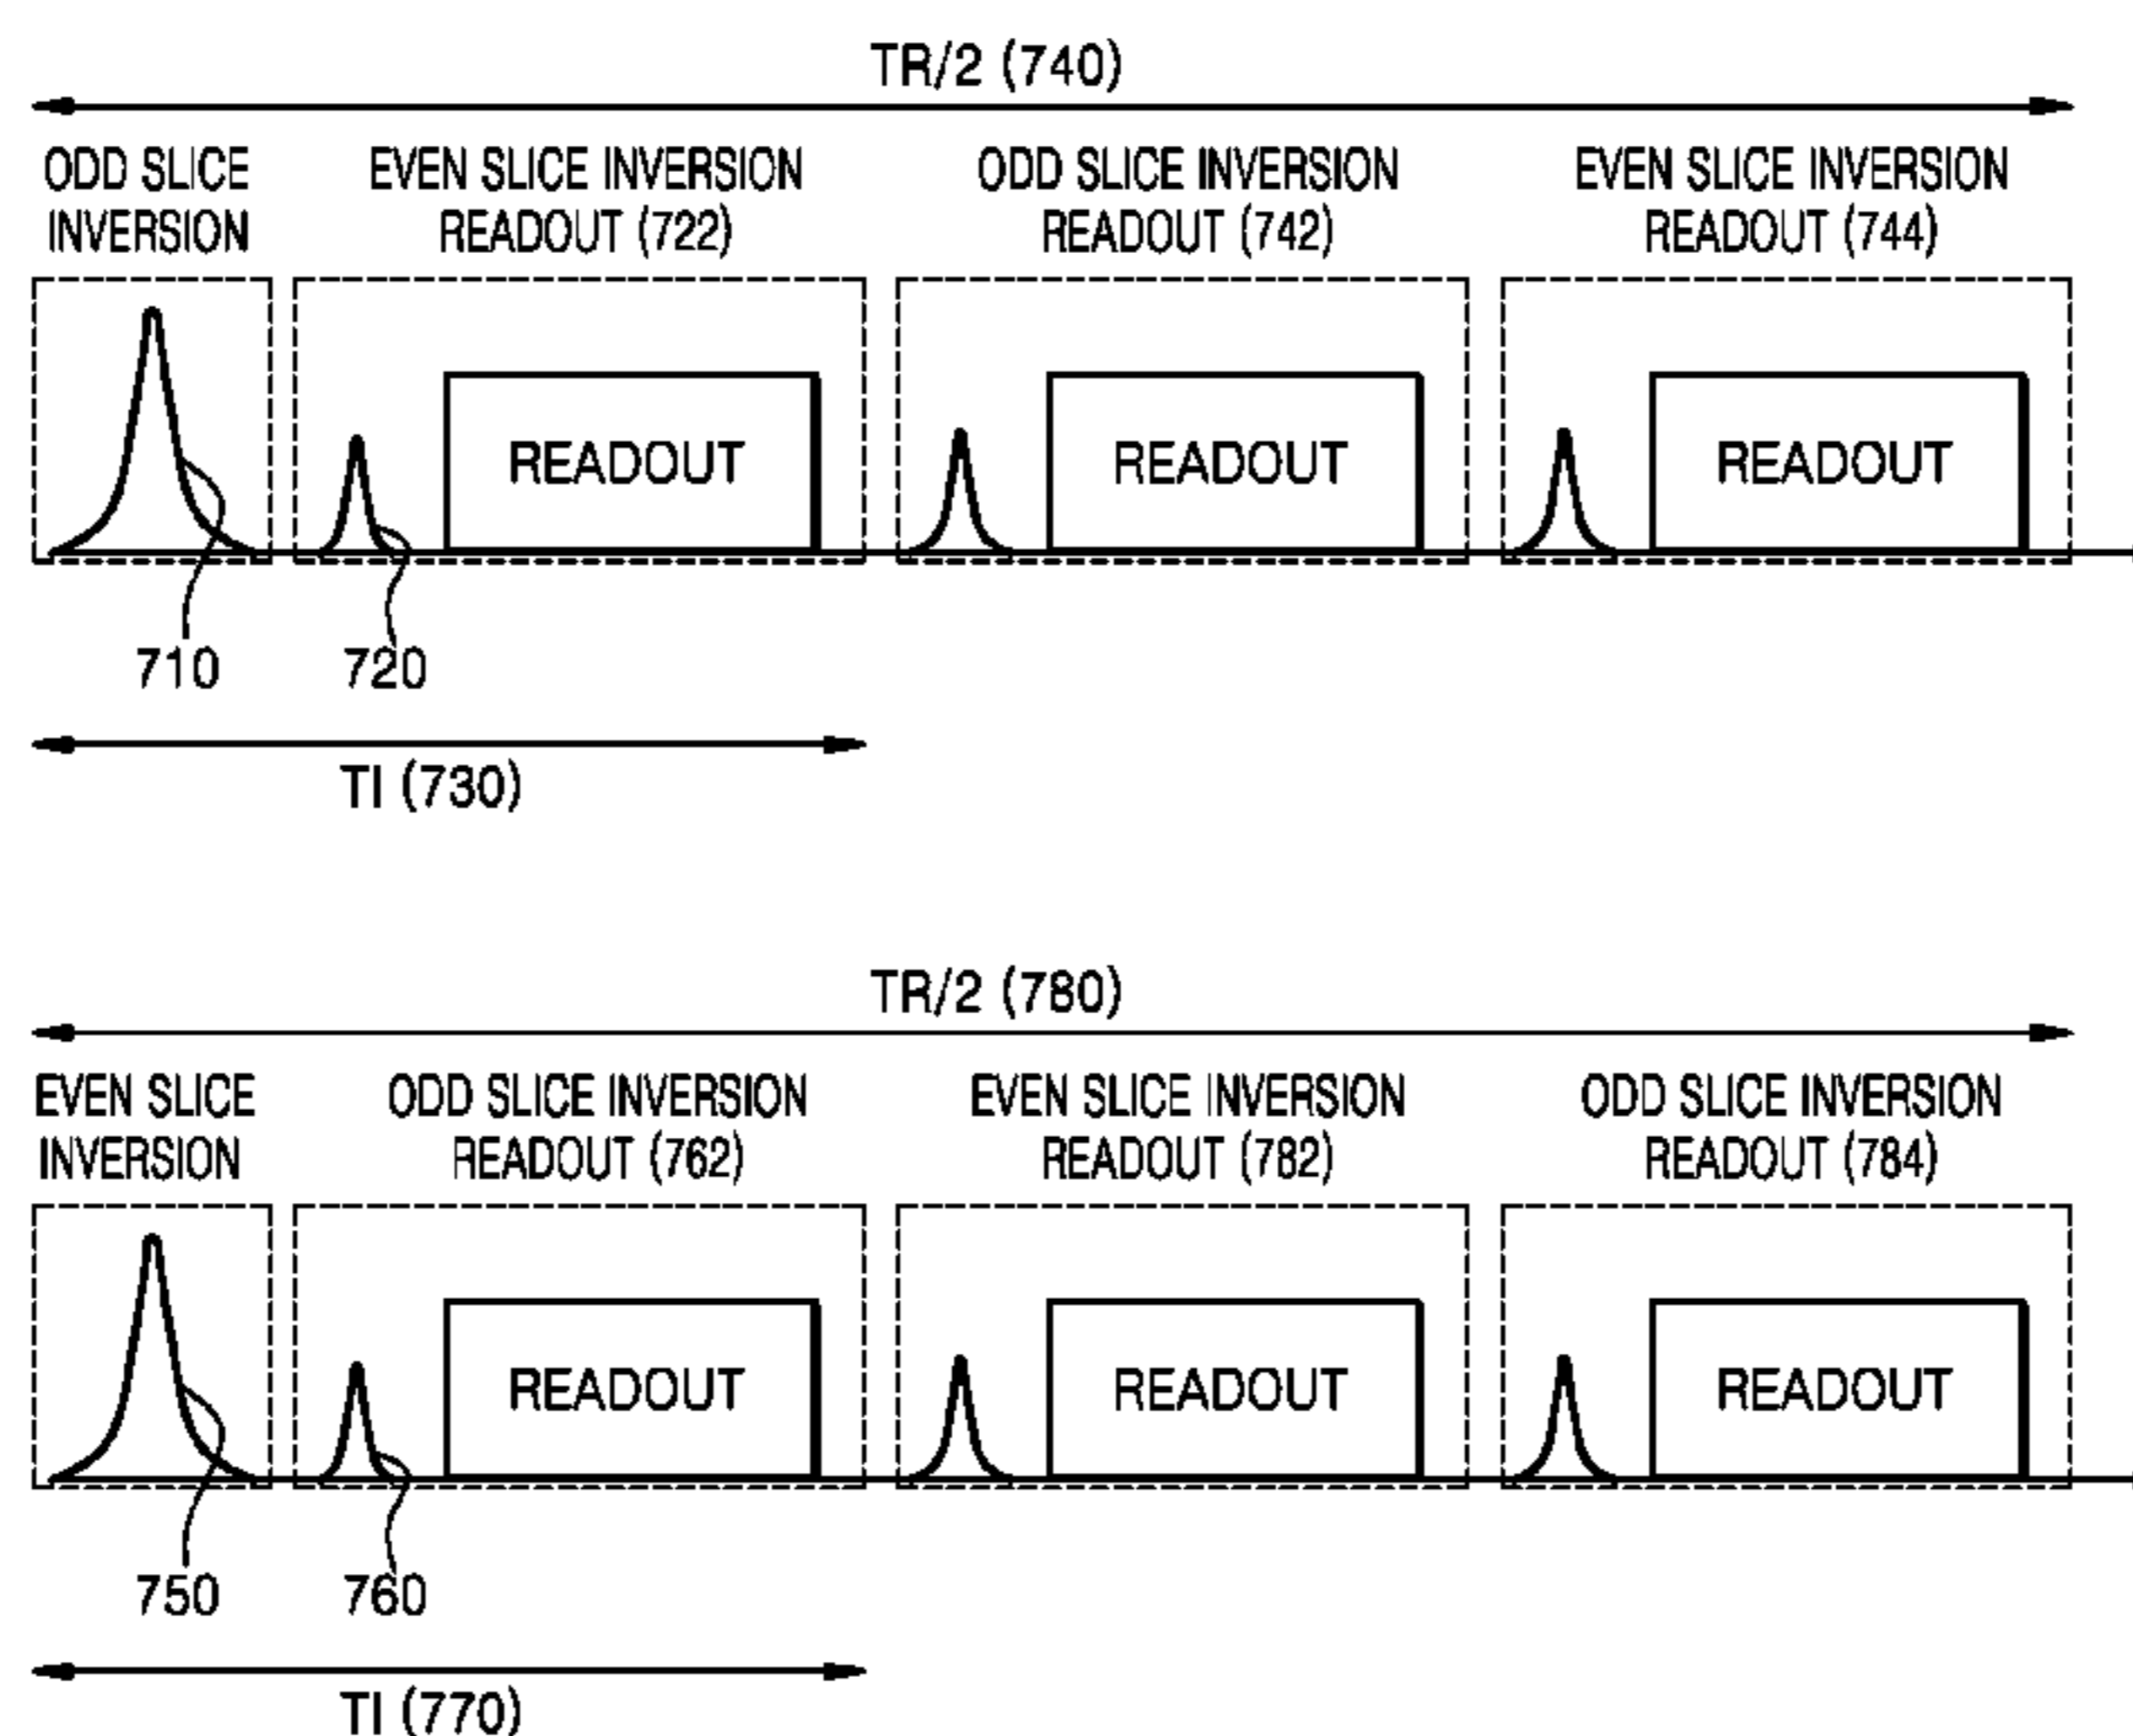 TR/2 (740)
ODD SLICE
INVERSION
EVEN SLICE INVERSION
READOUT (722)
ODD SLICE INVERSION
READOUT (742)
EVEN SLICE INVERSION
READOUT (744)
READOUT
READOUT
READOUT
710
720
TI (730)
TR/2 (780)
EVEN SLICE
INVERSION
ODD SLICE INVERSION
READOUT (762)
EVEN SLICE INVERSION
READOUT (782)
ODD SLICE INVERSION
READOUT (784)
READOUT
READOUT
READOUT
750
760
TI (770)